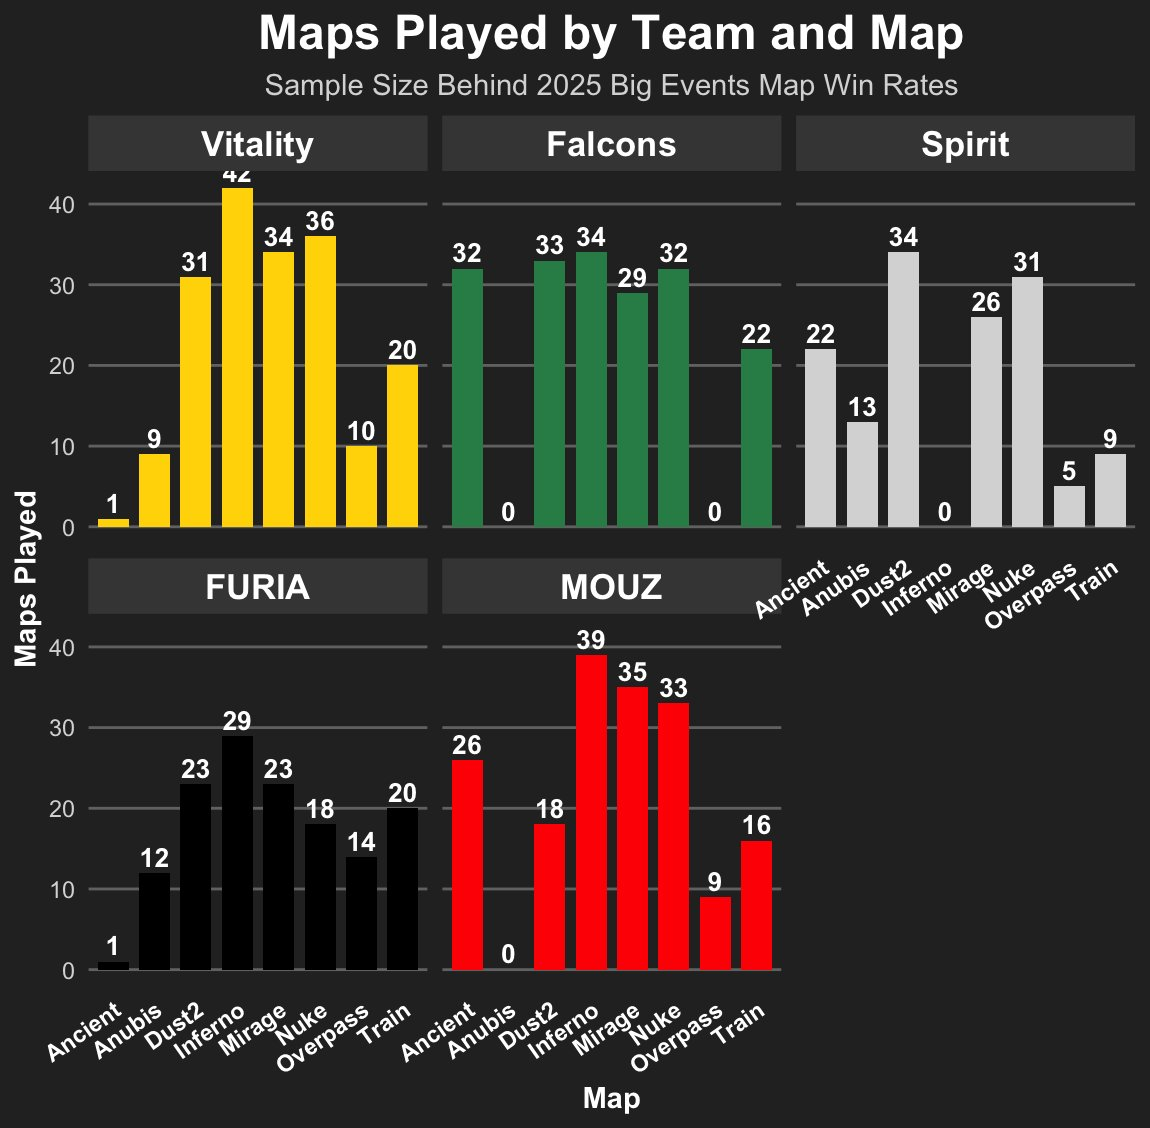 Maps Played by Team and Map
Sample Size Behind 2025 Big Events Map Win Rates
Vitality
Falcons
Spirit
Maps Played
40
30
20
10
0
1
9
31
42
34
36
10
20
32
0
33
34
29
32
0
22
22
13
34
0
26
31
5
9
Ancient
Anubis
Dust2
Inferno
Mirage
Nuke
Overpass
Train
FURIA
MOUZ
40
30
20
10
0
1
12
23
29
23
18
14
20
26
0
18
39
35
33
9
16
Ancient
Anubis
Dust2
Inferno
Mirage
Nuke
Overpass
Train
Ancient
Anubis
Dust2
Inferno
Mirage
Nuke
Overpass
Train
Map